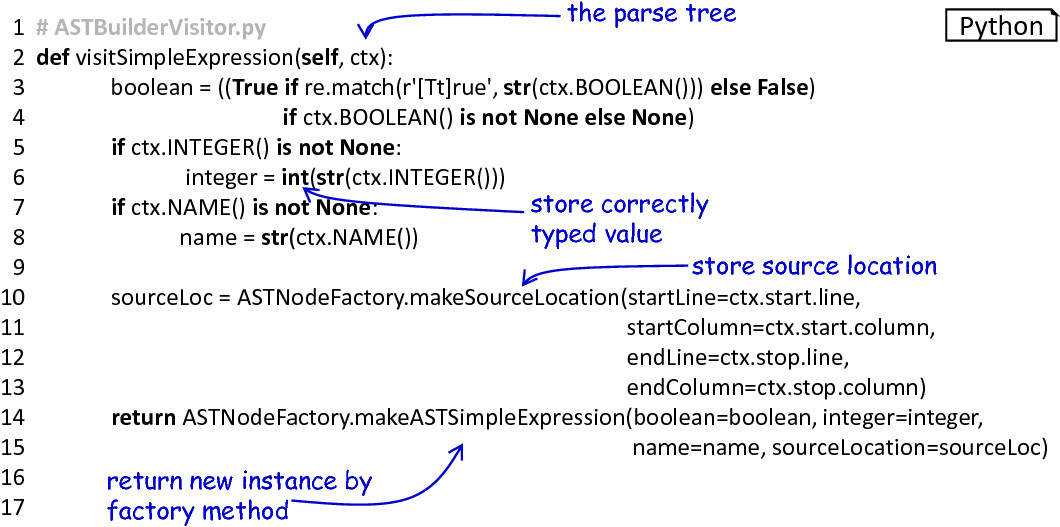 the parse tree
Python
1 # ASTBuilderVisitor.py
2 def visitSimpleExpression(self, ctx):
3 boolean = ((True if re.match(r'[Tt]rue', str(ctx.BOOLEAN())) else False)
4 if ctx.BOOLEAN() is not None else None)
5 if ctx.INTEGER() is not None:
6 integer = int(str(ctx.INTEGER()))
7 if ctx.NAME() is not None:
store correctly
8 name = str(ctx.NAME())
typed value
9
store source location
10 sourceLoc = ASTNodeFactory.makeSourceLocation(startLine=ctx.start.line,
11 startColumn=ctx.start.column,
12 endLine=ctx.stop.line,
13 endColumn=ctx.stop.column)
14 return ASTNodeFactory.makeASTSimpleExpression(boolean=boolean, integer=integer,
15 name=name, sourceLocation=sourceLoc)
16
return new instance by
17
factory method